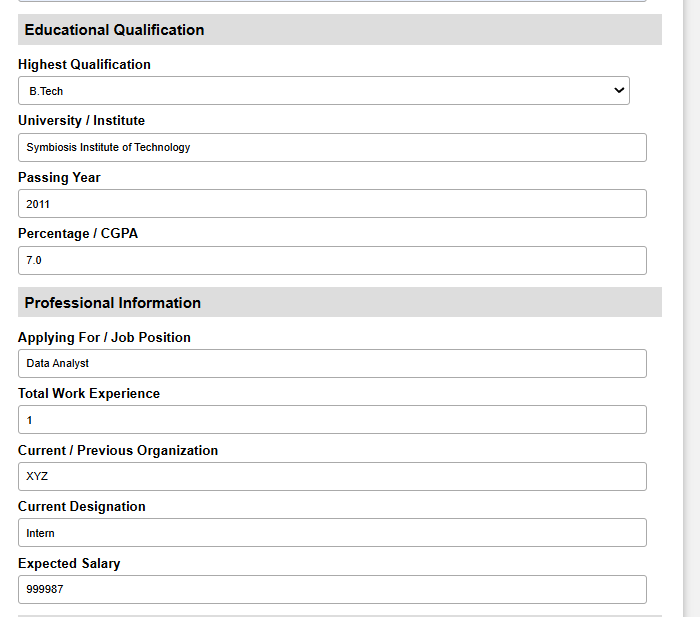 Educational Qualification
Highest Qualification
B.Tech
University / Institute
Symbiosis Institute of Technology
Passing Year
2011
Percentage / CGPA
7.0
Professional Information
Applying For / Job Position
Data Analyst
Total Work Experience
1
Current / Previous Organization
XYZ
Current Designation
Intern
Expected Salary
999987